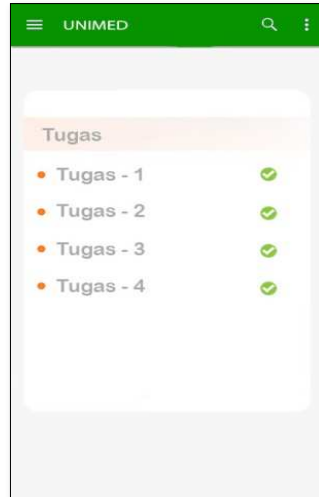 UNIMED
Tugas
Tugas - 1
Tugas - 2
Tugas - 3
Tugas - 4